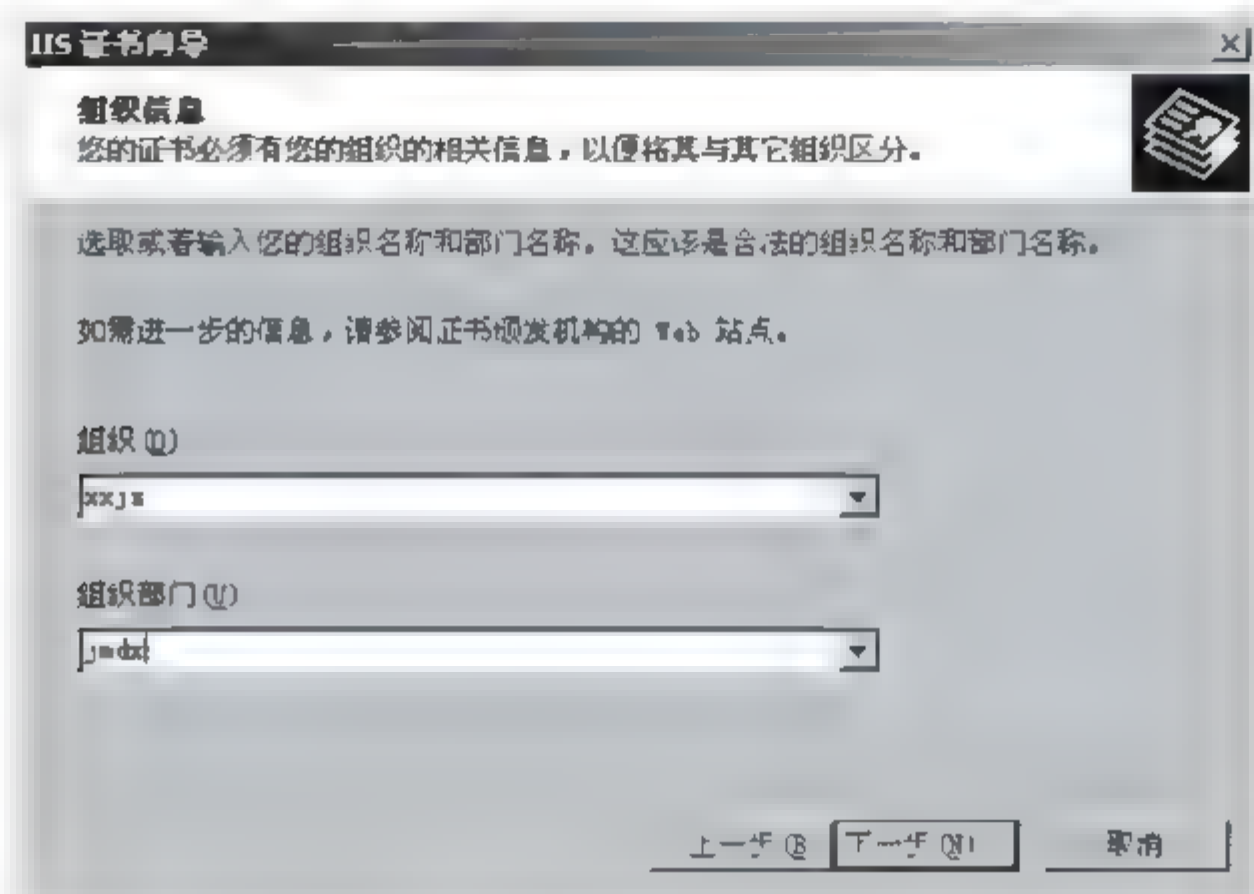 IIS 证书向导
组织信息
您的证书必须有您的组织的相关信息,以便将其与其它组织区分。
选取或者输入您的组织名称和部门名称。这应该是合法的组织名称和部门名称。
如需进一步的信息,请参阅证书颁发机构的 Web 站点。
组织(O)
组织部门(U)
上一步(B 下一步(N) 取消